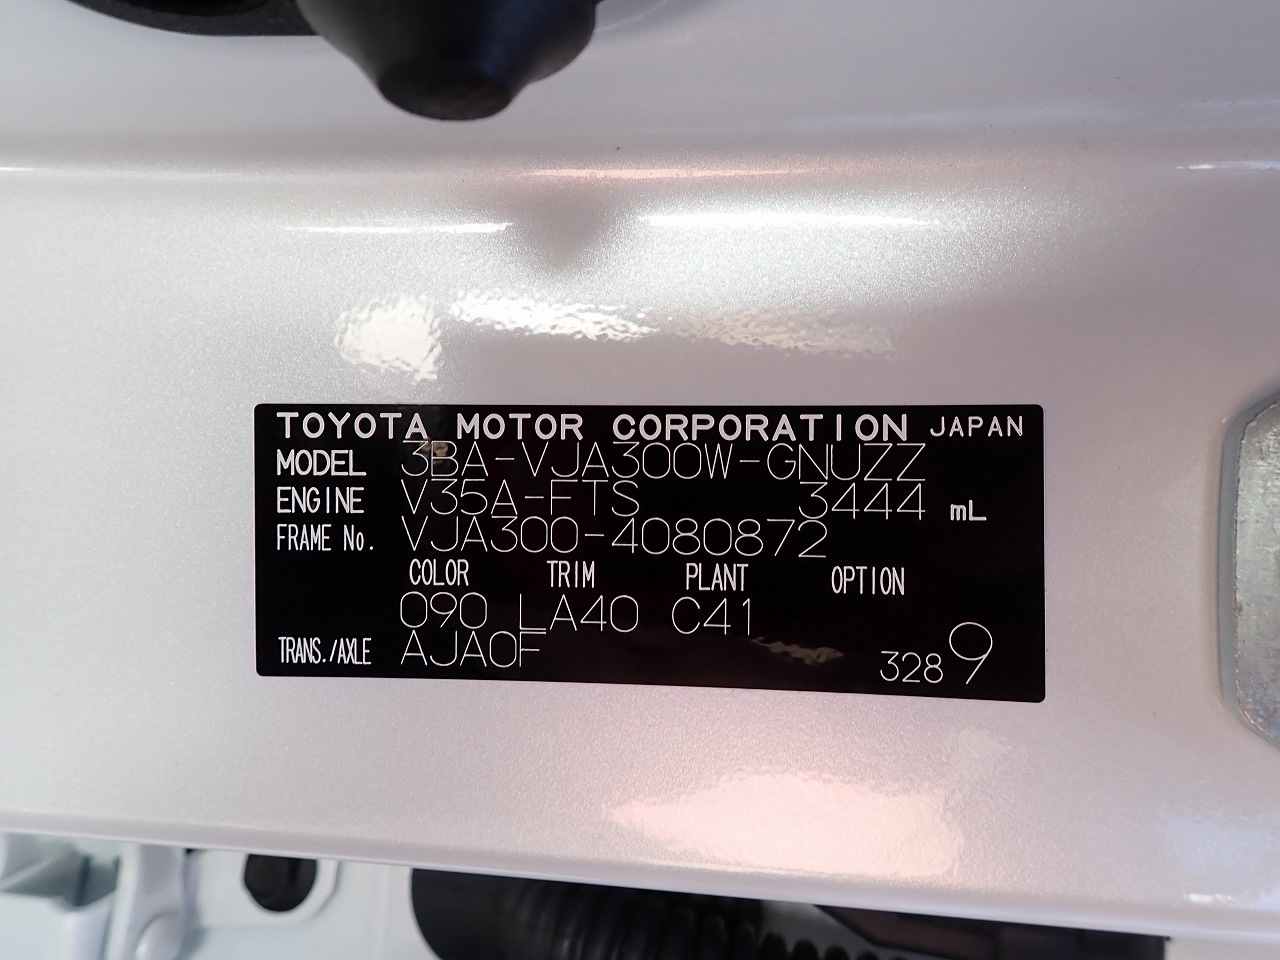 TOYOTA MOTOR CORPORATION JAPAN
MODEL 3BA-VJA300W-GNUZZ
ENGINE V35A-FTS 3444 mL
FRAME No. VJA300-4080872
COLOR TRIM PLANT OPTION
090 LA40 C41
TRANS./AXLE AJA0F
3289